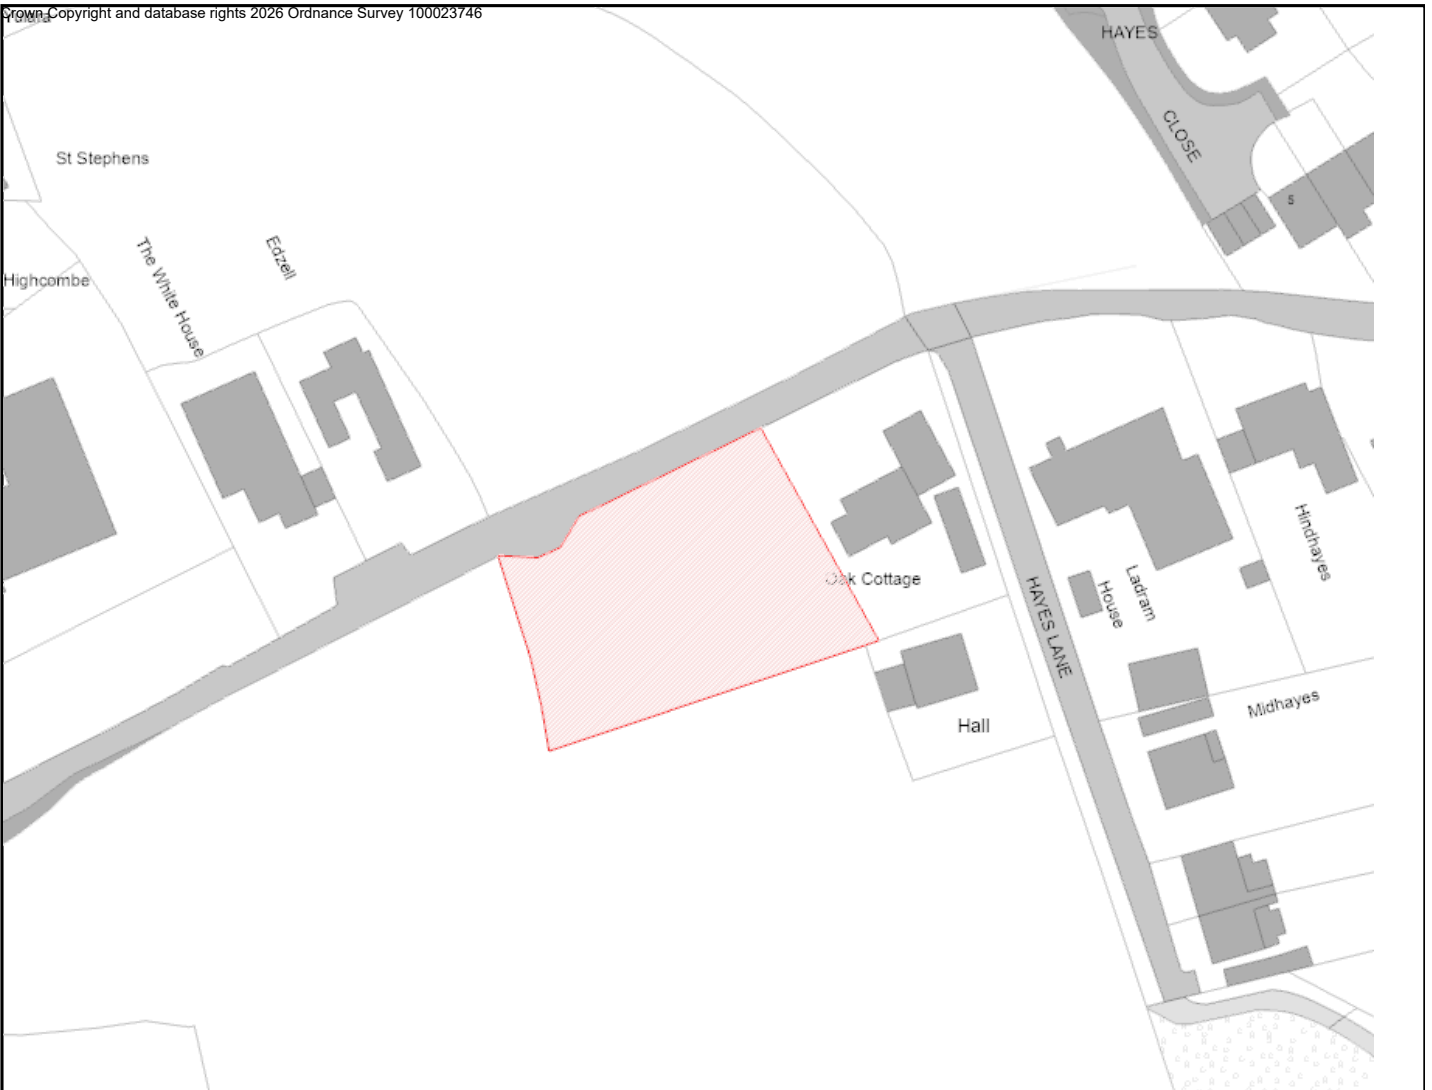 Crown Copyright and database rights 2026 Ordnance Survey 100023746
HAYES
CLOSE
St Stephens
5
The White House
Edzell
Highcombe
Oak Cottage
Hindhayes
Ladram
House
HAYES LANE
Midhayes
Hall